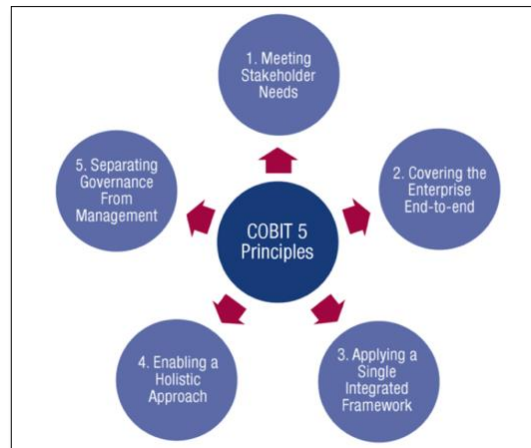 1. Meeting
Stakeholder
Needs
5. Separating
Governance
From
Management
2. Covering the
Enterprise
End-to-end
COBIT 5
Principles
4. Enabling a
Holistic
Approach
3. Applying a
Single
Integrated
Framework